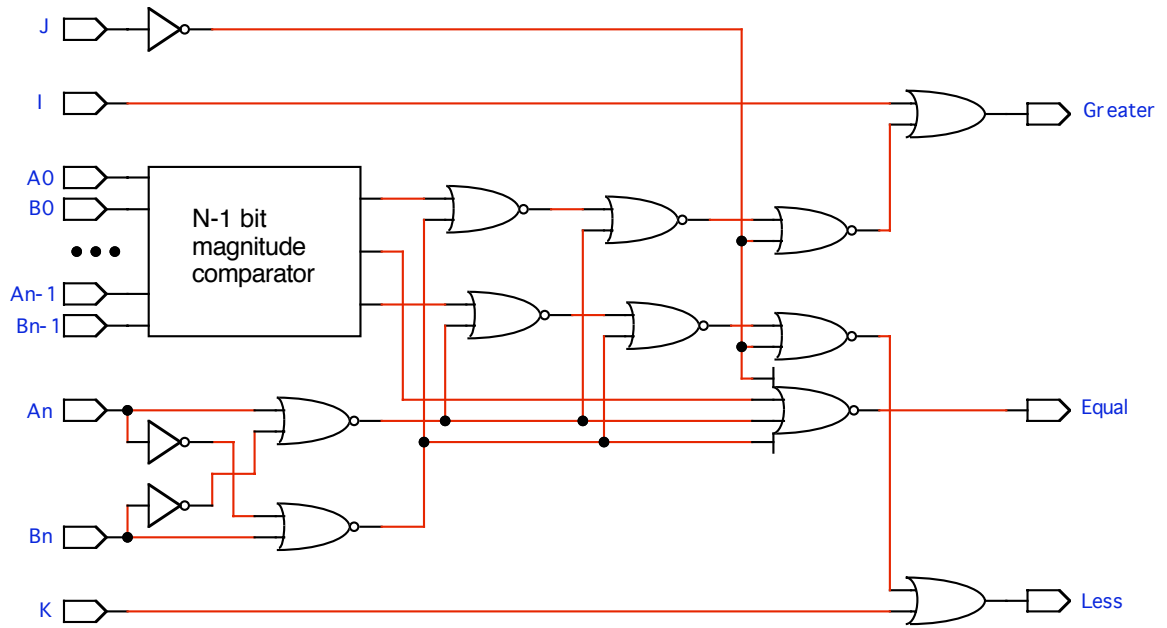 J
I
Greater
A0
B0
N-1 bit
magnitude
comparator
An-1
Bn-1
An
Equal
Bn
K
Less